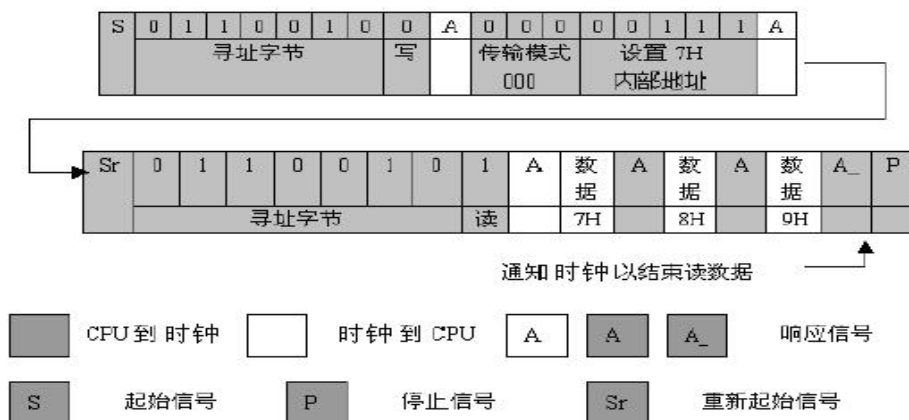 S 0 1 1 0 0 1 0 0 A 0 0 0 0 1 1 1 A
寻址字节 写 传输模式 设置 7H
000 内部地址
Sr 0 1 1 0 0 1 0 1 A 数 A 数 A 数 A_ P
据 据 据
寻址字节 读 7H 8H 9H
通知时钟以结束读数据
CPU到时钟 时钟到CPU A A A_ 响应信号
S 起始信号 P 停止信号 Sr 重新起始信号